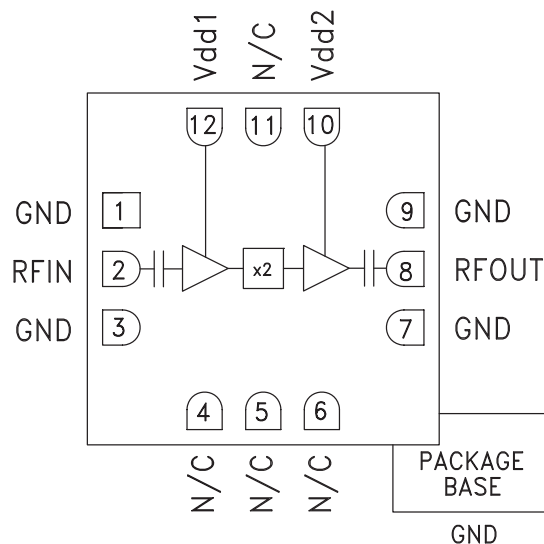 Vdd1
N/C
Vdd2
12
11
10
GND
1
9
GND
RFIN
2
x2
8
RFOUT
GND
3
7
GND
4
5
6
N/C
N/C
N/C
PACKAGE
BASE
GND